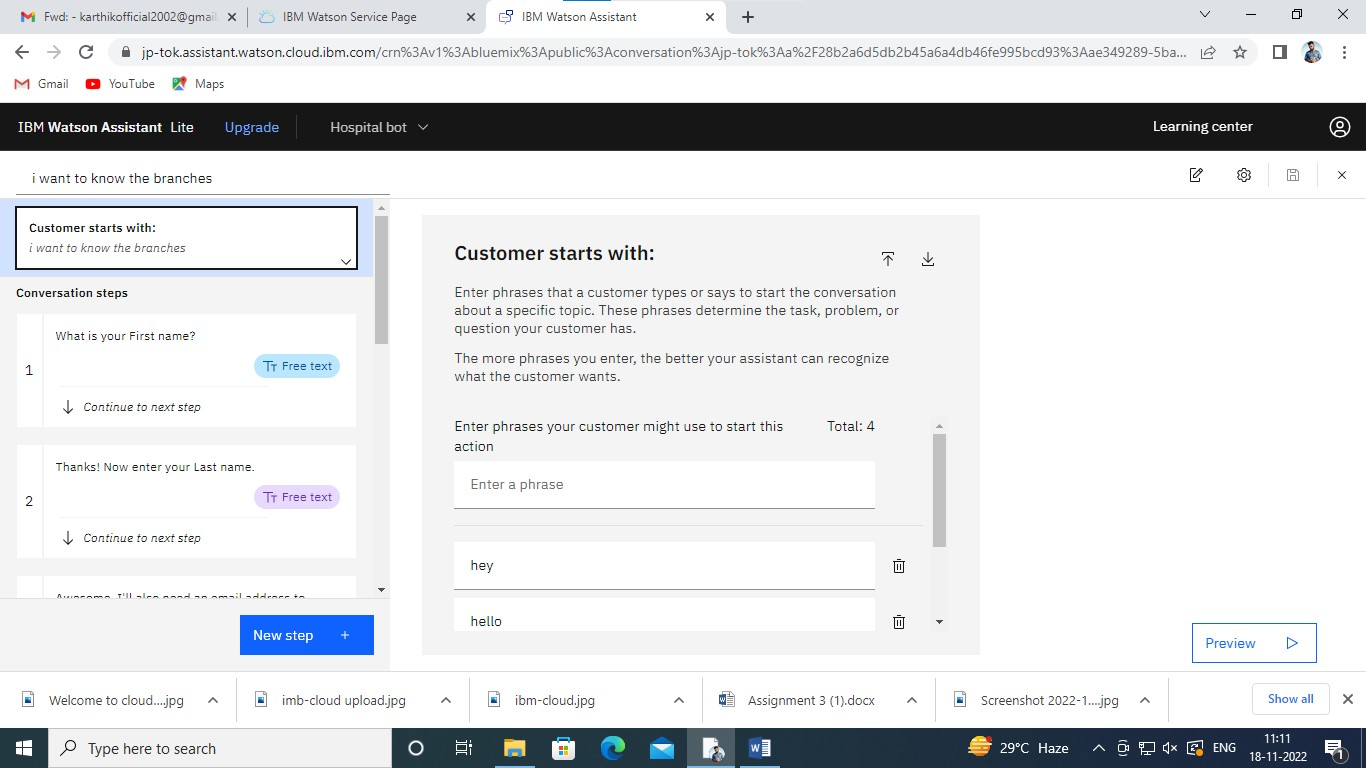 Fwd: - karthikofficial2002@gmail
IBM Watson Service Page
IBM Watson Assistant
jp-tok.assistant.watson.cloud.ibm.com/crn%3Av1%3Abluemix%3Apublic%3Aconversation%3Ajp-tok%3Aa%2F28b2a6d5db2b45a6a4db46fe995bcd93%3Aae349289-5ba...
Gmail
YouTube
Maps
IBM Watson Assistant Lite
Upgrade
Hospital bot
Learning center
i want to know the branches
Customer starts with:
i want to know the branches
Conversation steps
1
What is your First name?
Free text
Continue to next step
2
Thanks! Now enter your Last name.
Free text
Continue to next step
Awesome. I'll also need an email address to
New step +
Customer starts with:
Enter phrases that a customer types or says to start the conversation
about a specific topic. These phrases determine the task, problem, or
question your customer has.
The more phrases you enter, the better your assistant can recognize
what the customer wants.
Enter phrases your customer might use to start this
action
Total: 4
Enter a phrase
hey
hello
Preview
Welcome to cloud....jpg
imb-cloud upload.jpg
ibm-cloud.jpg
Assignment 3 (1).docx
Screenshot 2022-1....jpg
Show all
Type here to search
29°C Haze
ENG
11:11
18-11-2022
1